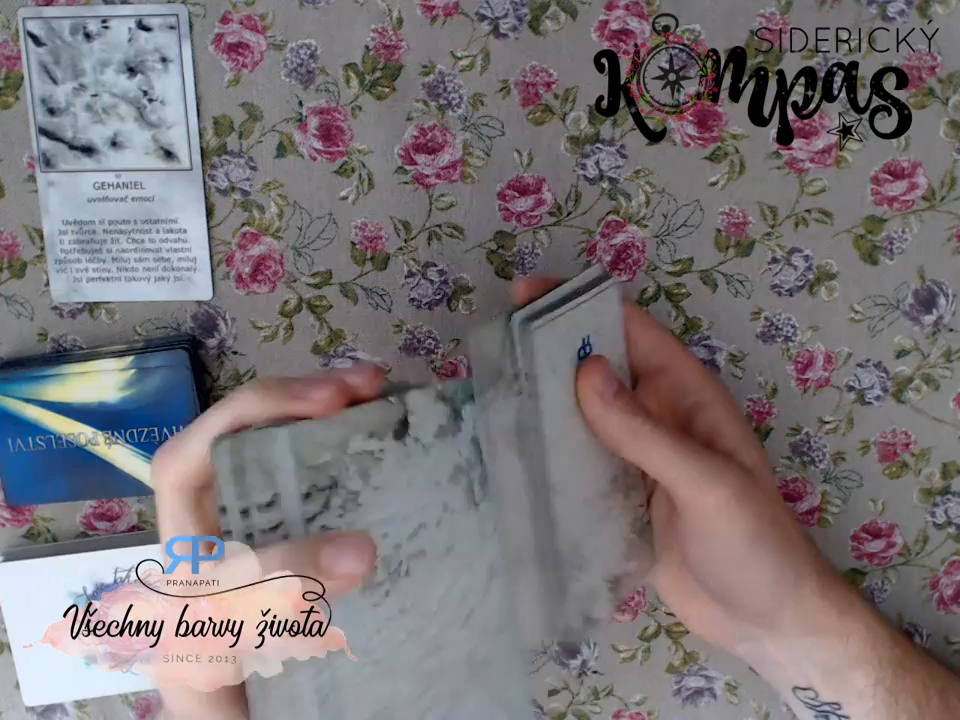 SIDERICKÝ
Kompas
GEHANIEL
uvolňovač emocí
Uvědom si pouto s ostatními.
Jsi tvůrce. Nenasytnost a lakota
ti zabraňuje žít. Chce to odvahu.
Potřebuješ si naordinovat vlastní
způsob léčby. Miluj sám sebe, miluj
víc i své stíny. Nikdo není dokonalý.
Jsi perfektní takový jaký jsi.
HVĚZDNÉ POSELSTVÍ
RP
PRANAPATI
Všechny barvy života
SINCE 2013